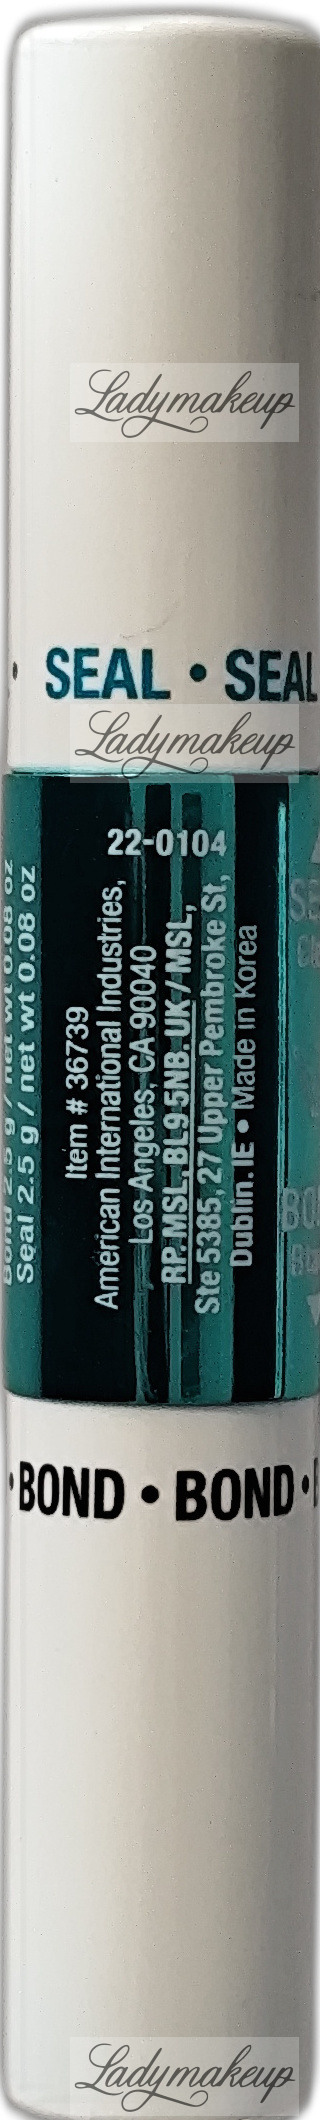 Ladymakeup
SEAL • SEAL
Ladymakeup
22-0104
Bond 2.5 g / net wt 0.08 oz
Seal 2.5 g / net wt 0.08 oz
Item # 36739
American International Industries,
Los Angeles, CA 90040
RP. MSL, BL9 5NB. UK / MSL,
Ste 5385, 27 Upper Pembroke St,
Dublin. IE • Made in Korea
• BOND • BOND •
Ladymakeup